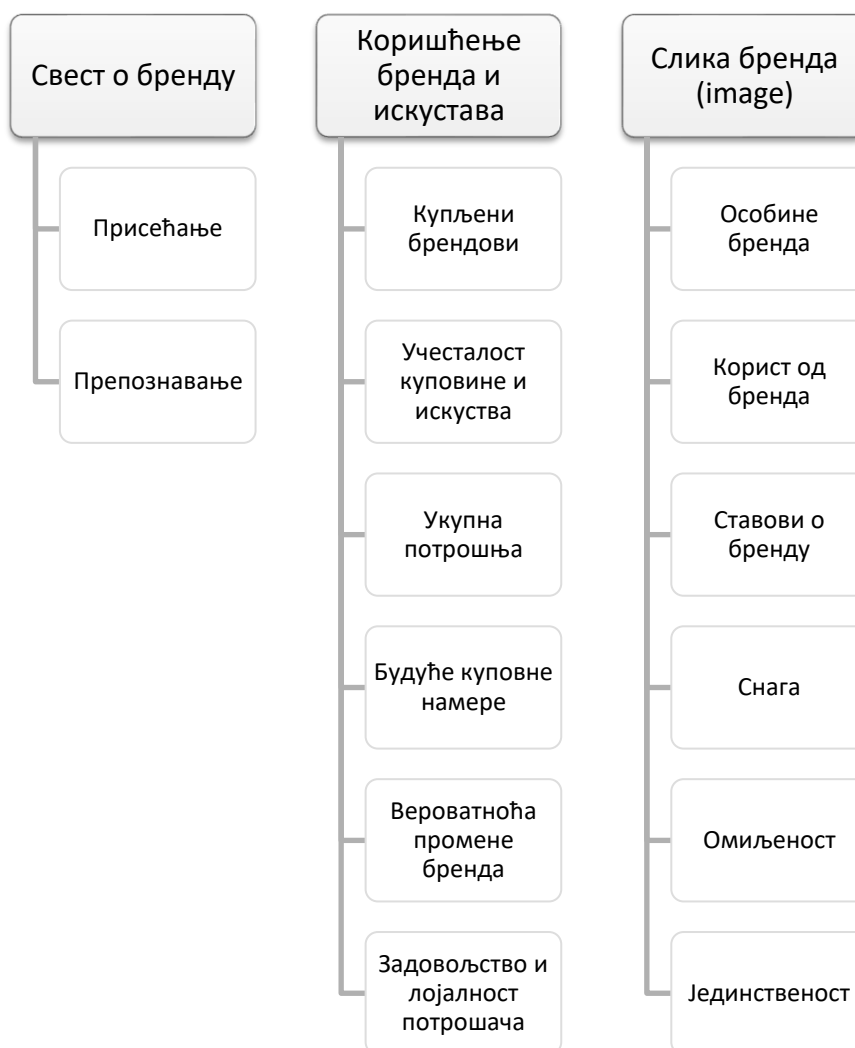 Свест о бренду
Присећање
Препознавање
Коришћење
бренда и
искустава
Купљени
брендови
Учесталост
куповине и
искуства
Укупна
потрошња
Будуће куповне
намере
Вероватноћа
промене
бренда
Задовољство и
лојалност
потрошача
Слика бренда
(image)
Особине
бренда
Корист од
бренда
Ставови о
бренду
Снага
Омиљеност
Јединственост